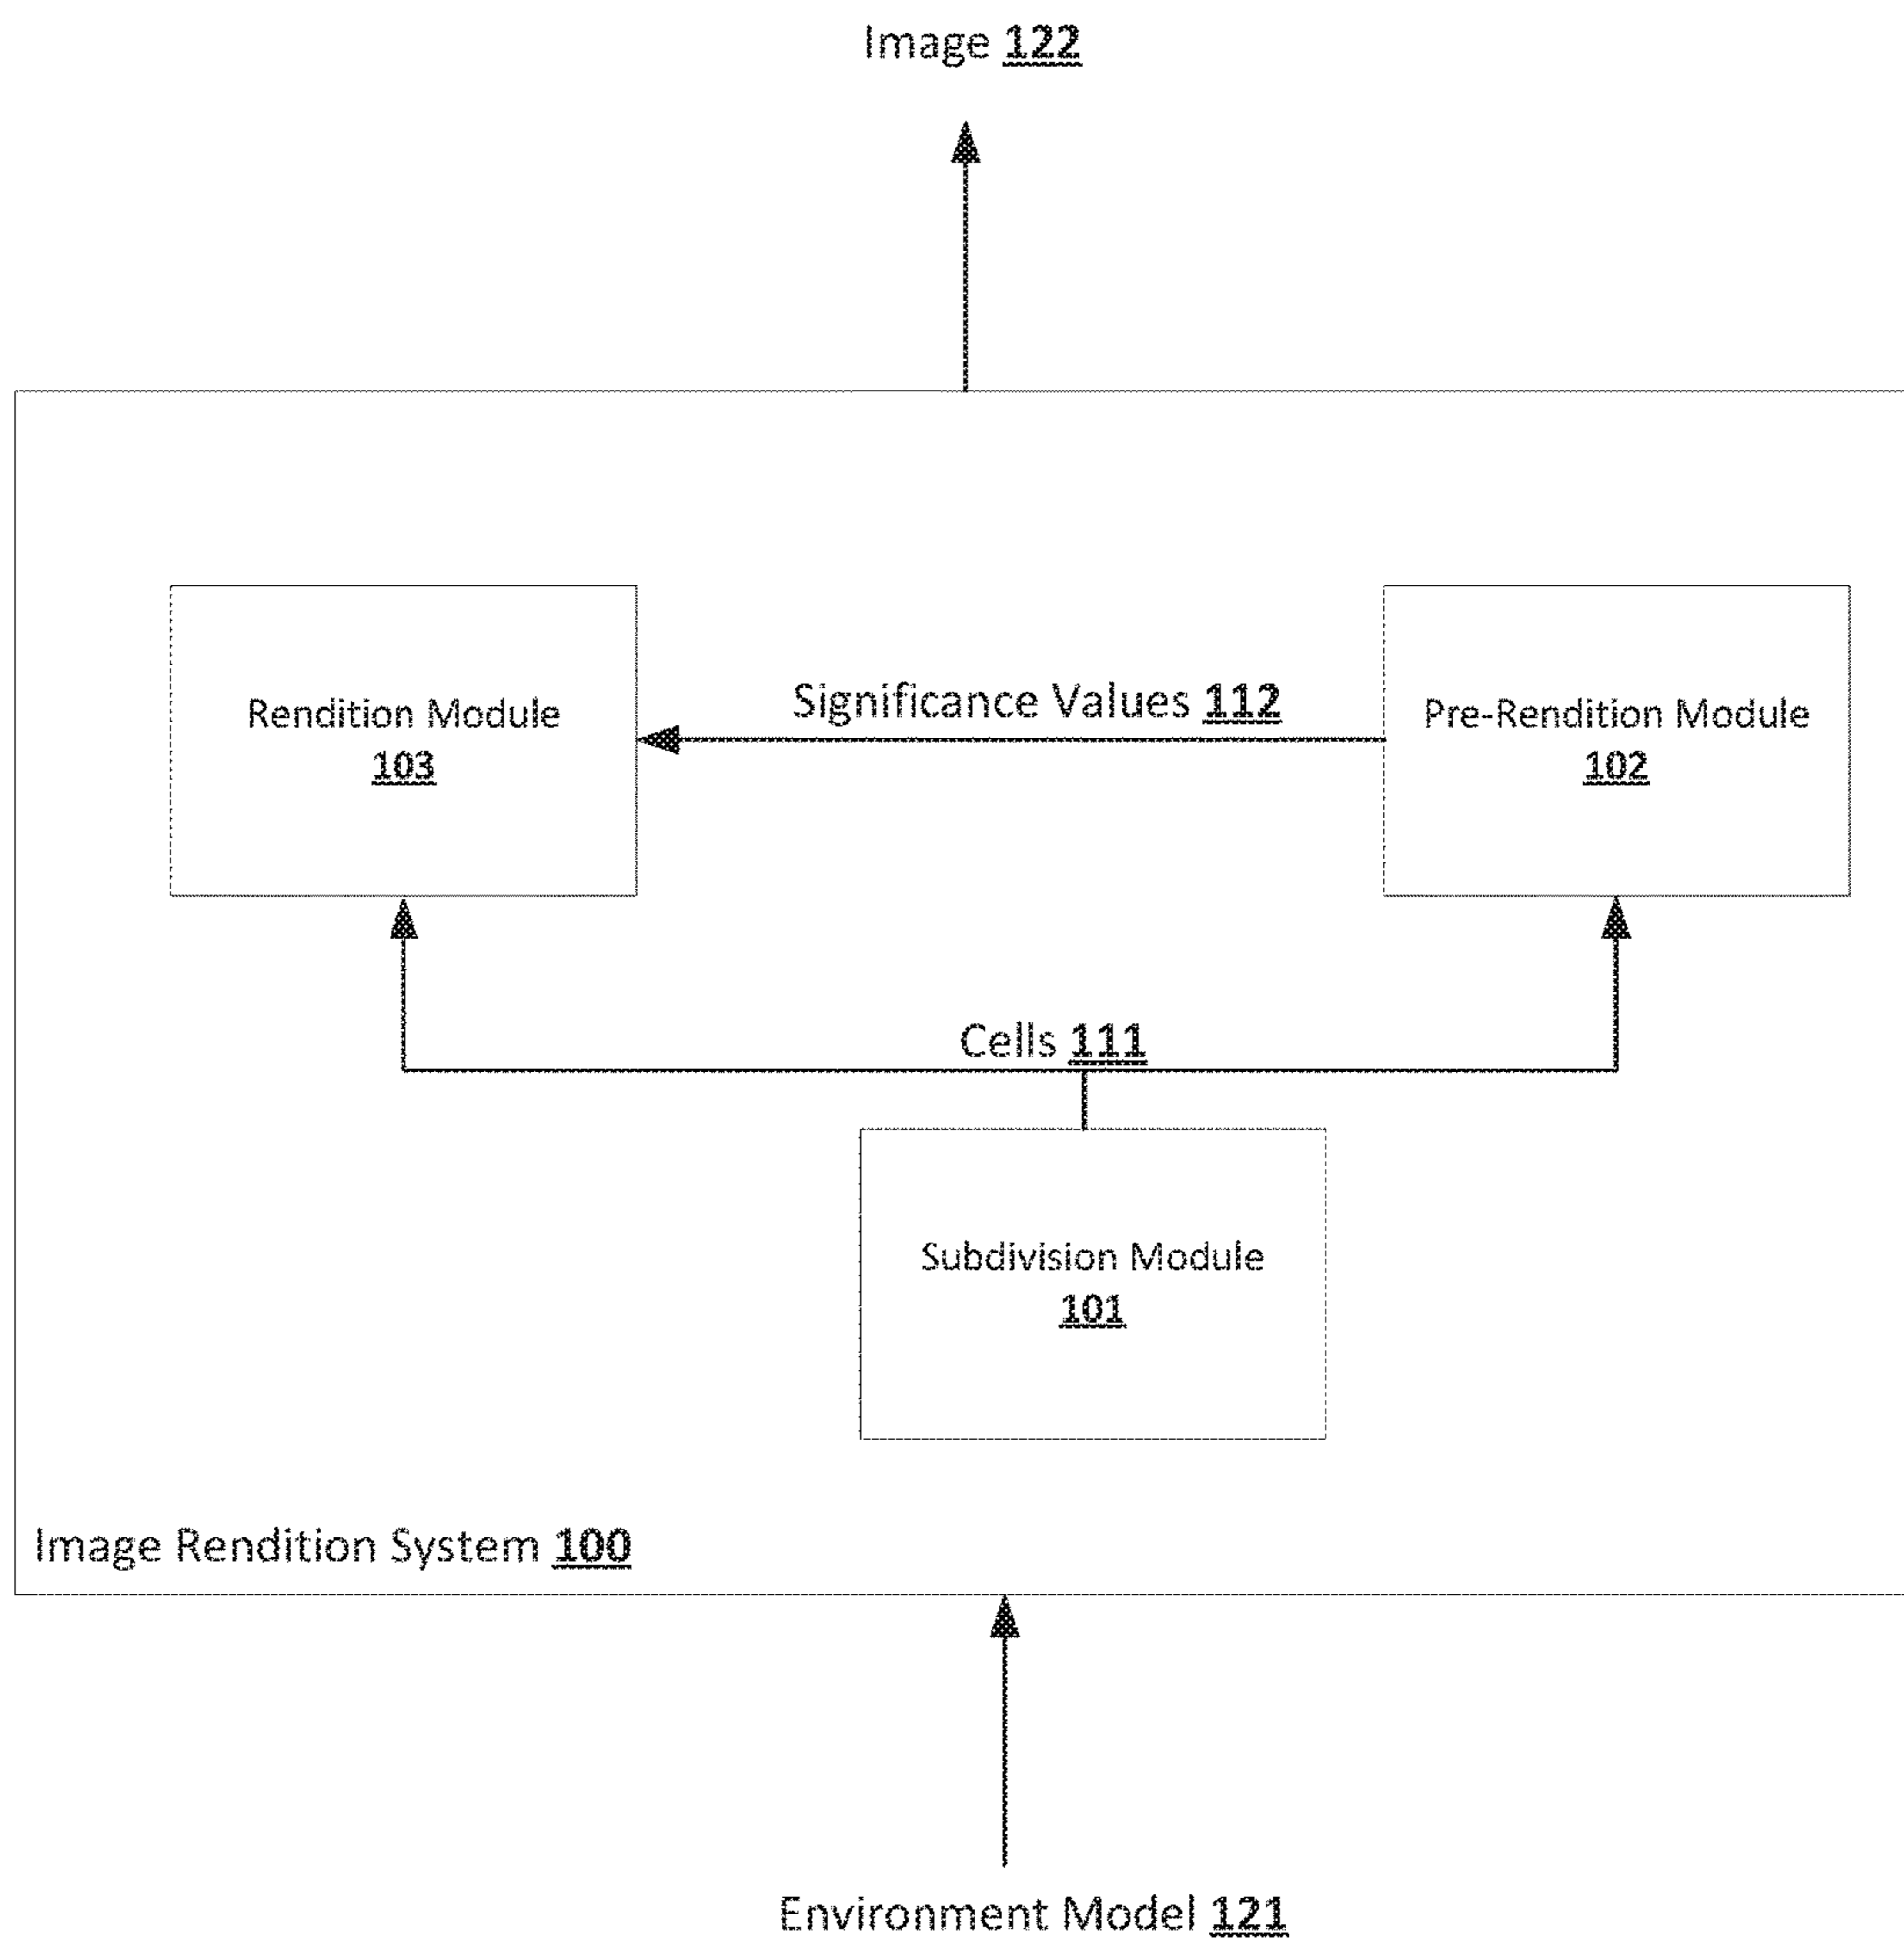 Image 122
Significance Values 112
Rendition Module
103
Pre-Rendition Module
102
Cells 111
Subdivision Module
101
Image Rendition System 100
Environment Model 121